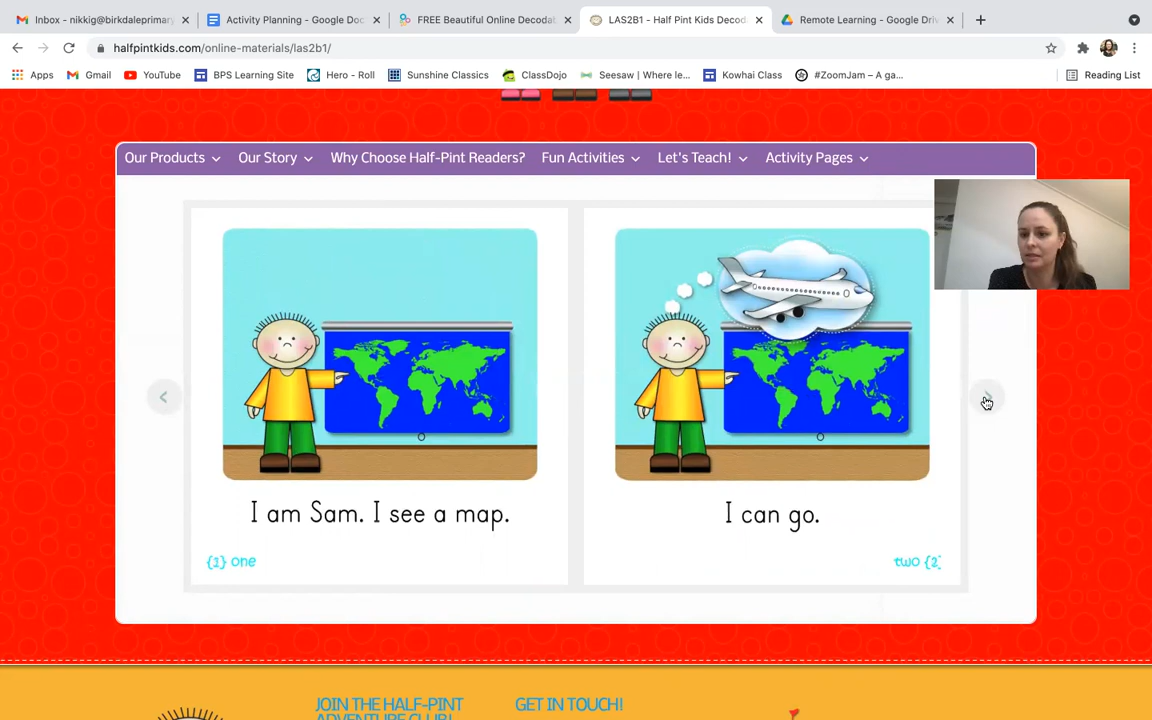 Inbox - nikkig@birkdaleprimary
Activity Planning - Google Doc
FREE Beautiful Online Decodab
LAS2B1 - Half Pint Kids Decod
Remote Learning - Google Driv
halfpintkids.com/online-materials/las2b1/
Apps
Gmail
YouTube
BPS Learning Site
Hero - Roll
Sunshine Classics
ClassDojo
Seesaw | Where le...
Kowhai Class
#ZoomJam – A ga...
Reading List
Our Products
Our Story
Why Choose Half-Pint Readers?
Fun Activities
Let's Teach!
Activity Pages
I am Sam. I see a map.
I can go.
{1} one
two {2}
JOIN THE HALF-PINT
ADVENTURE CLUB!
GET IN TOUCH!